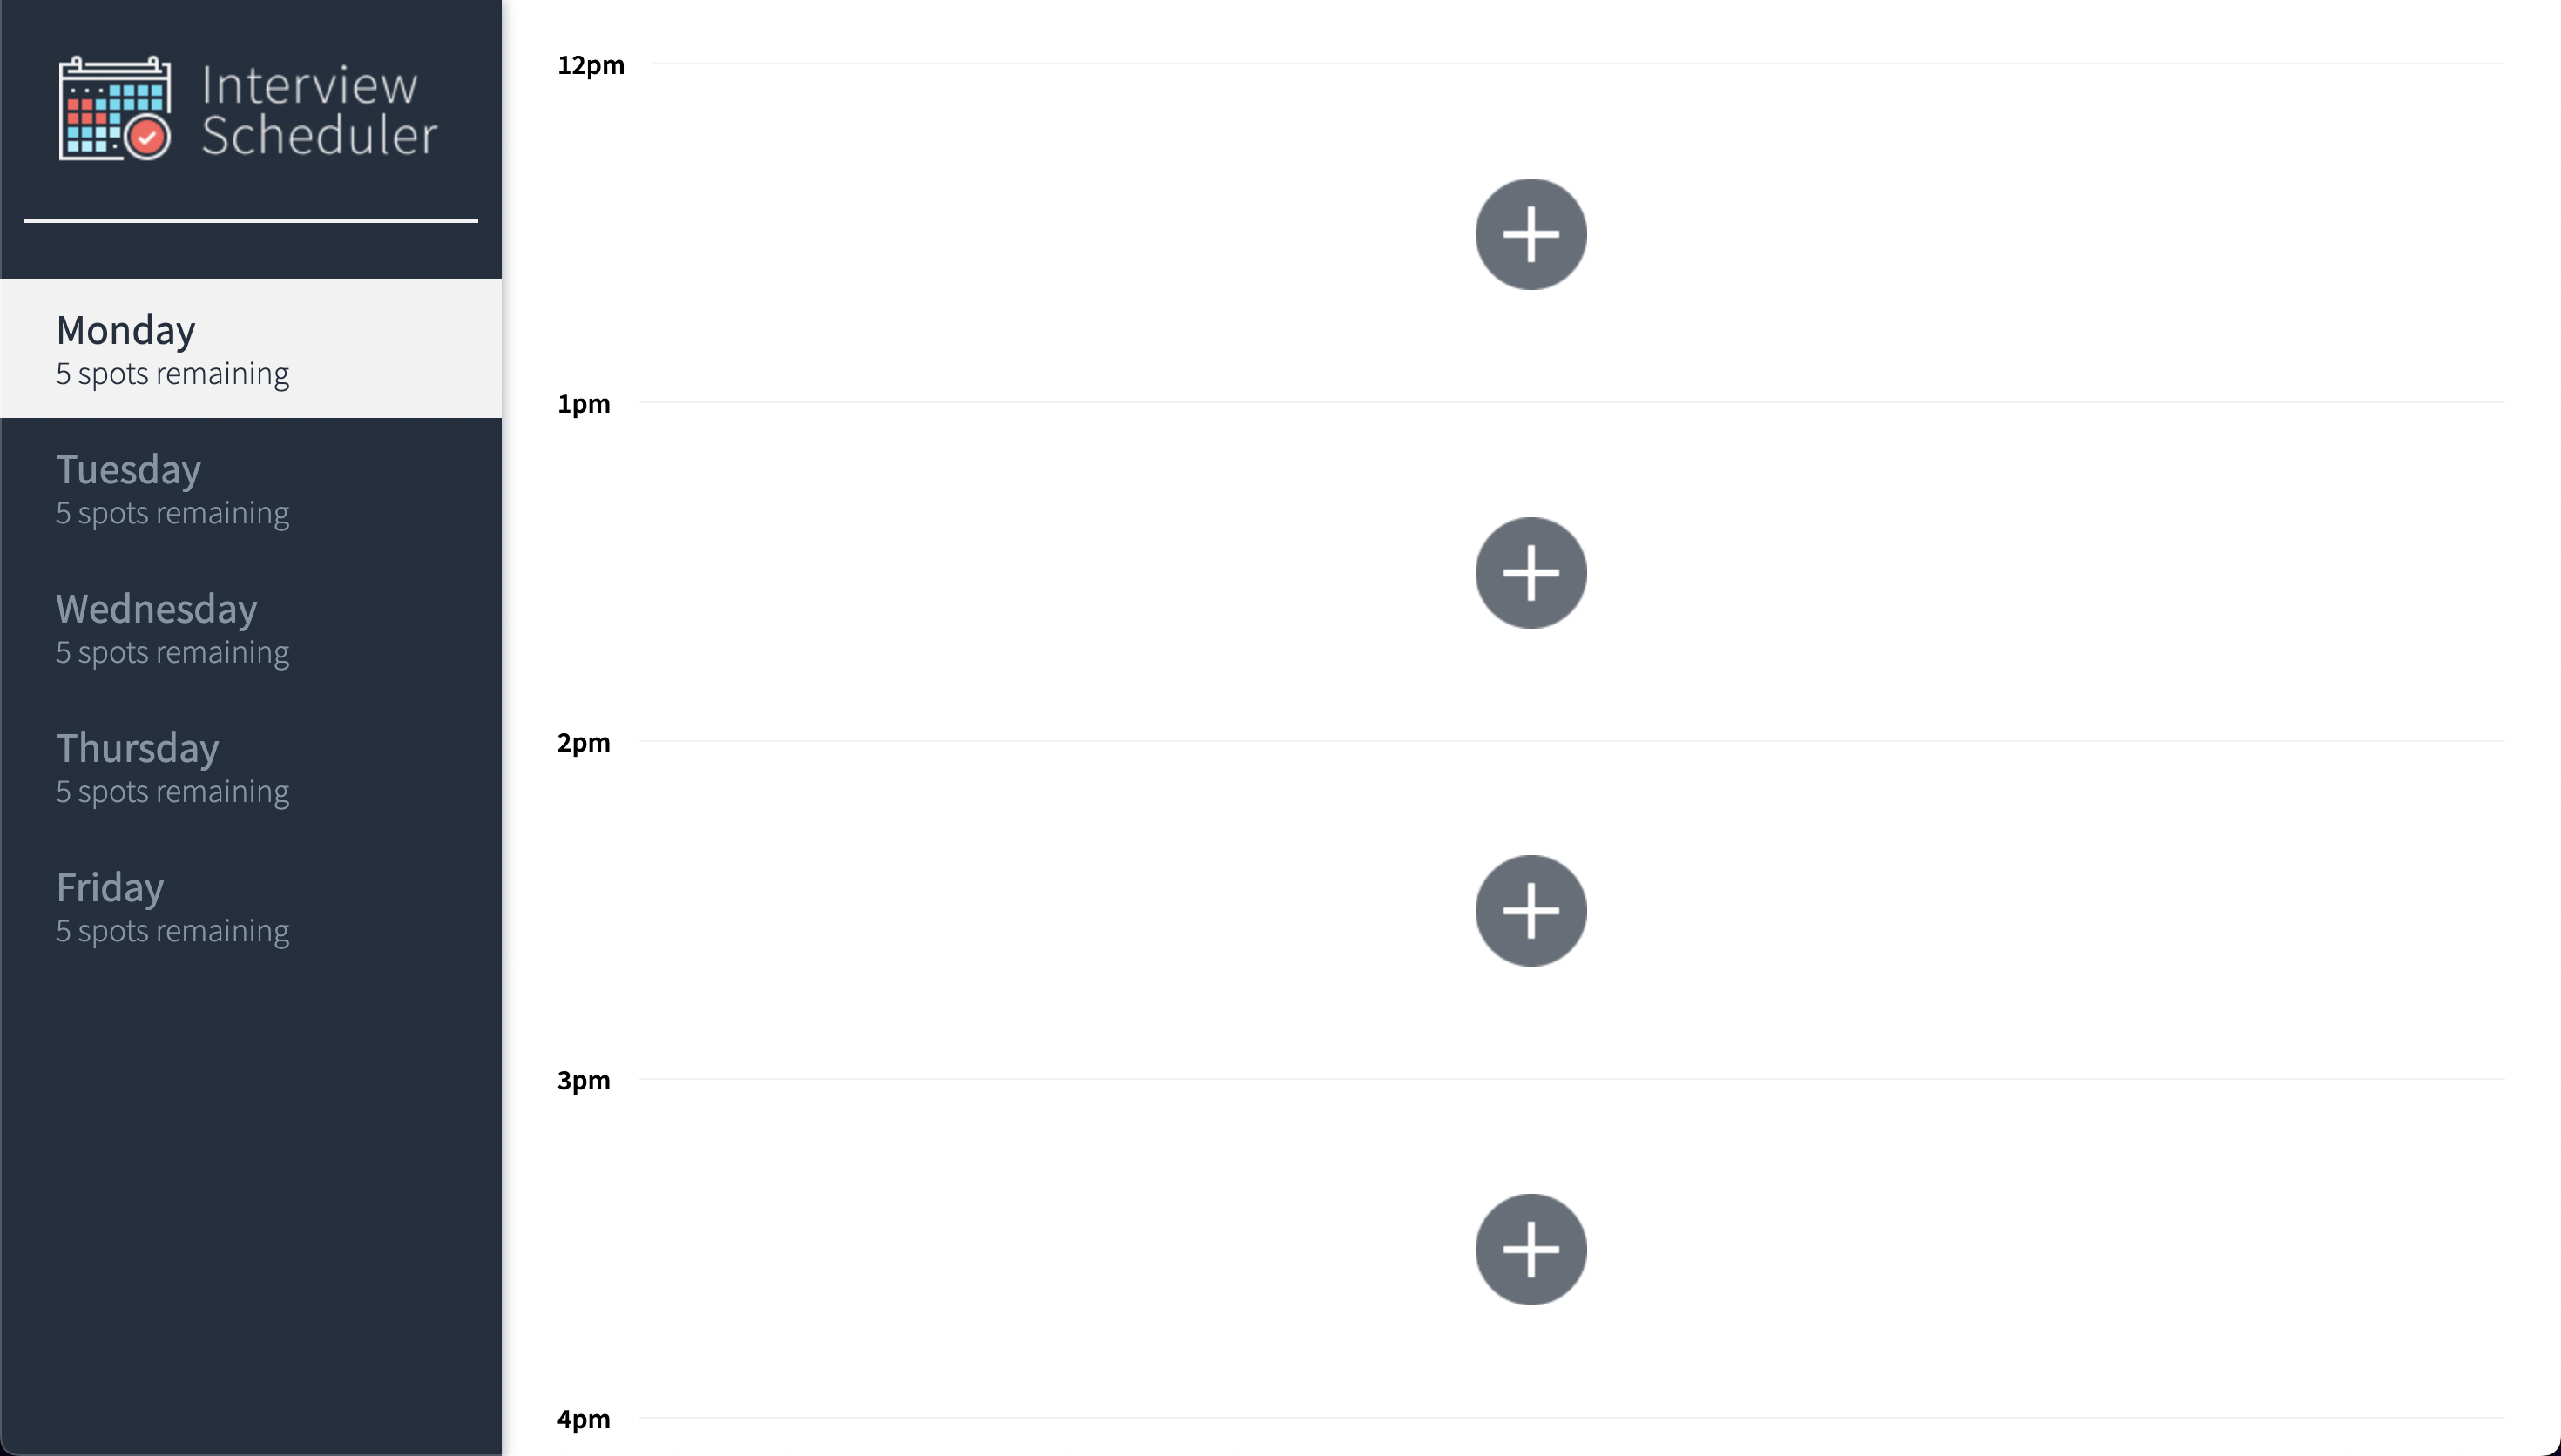 Interview
Scheduler
Monday
5 spots remaining
Tuesday
5 spots remaining
Wednesday
5 spots remaining
Thursday
5 spots remaining
Friday
5 spots remaining
12pm
1pm
2pm
3pm
4pm